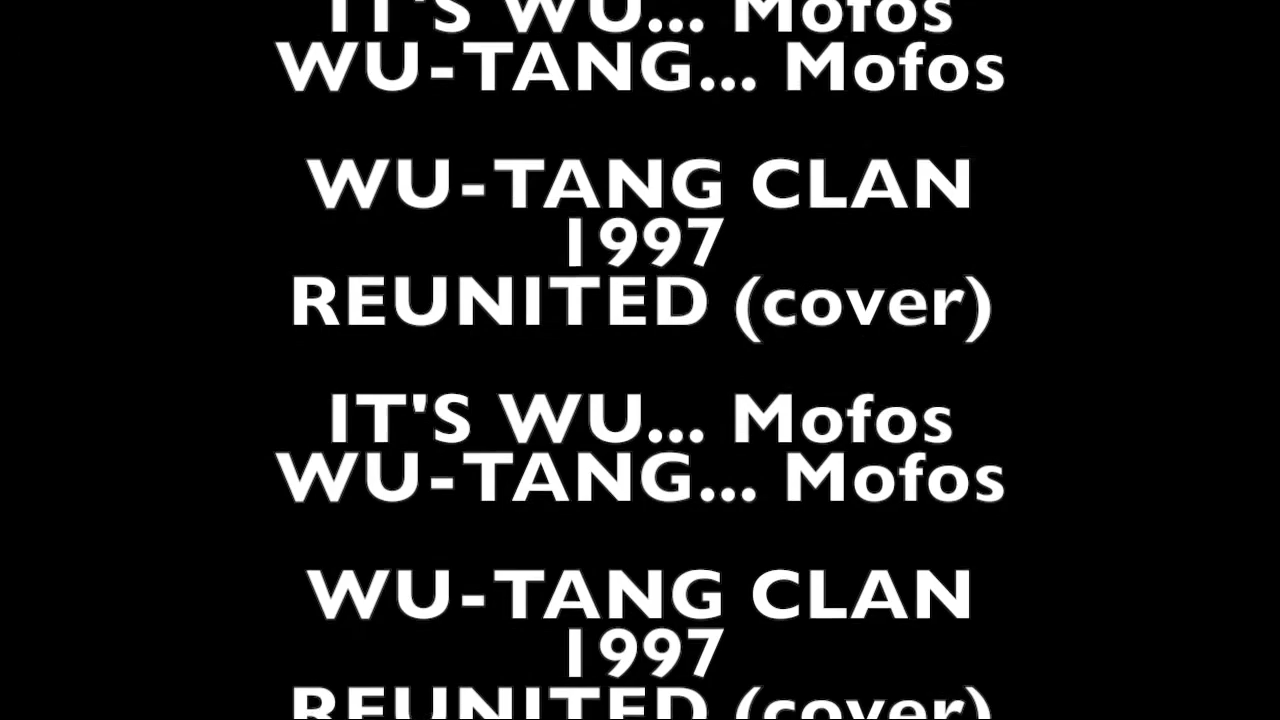 IT'S WU... Mofos
WU-TANG... Mofos
WU-TANG CLAN
1997
REUNITED (cover)
IT'S WU... Mofos
WU-TANG... Mofos
WU-TANG CLAN
1997
REUNITED (cover)